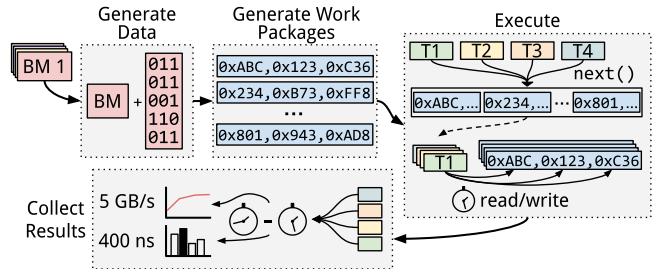 Generate
Data
BM 1
BM
+
011
011
001
110
011
Generate Work
Packages
0xABC,0x123,0xC36
0x234,0xB73,0xFF8
...
0x801,0x943,0xAD8
Execute
T1 T2 T3 T4
next()
0xABC,... 0x234,... ... 0x801,...
T1
0xABC,0x123,0xC36
read/write
Collect
Results
5 GB/s
400 ns
-